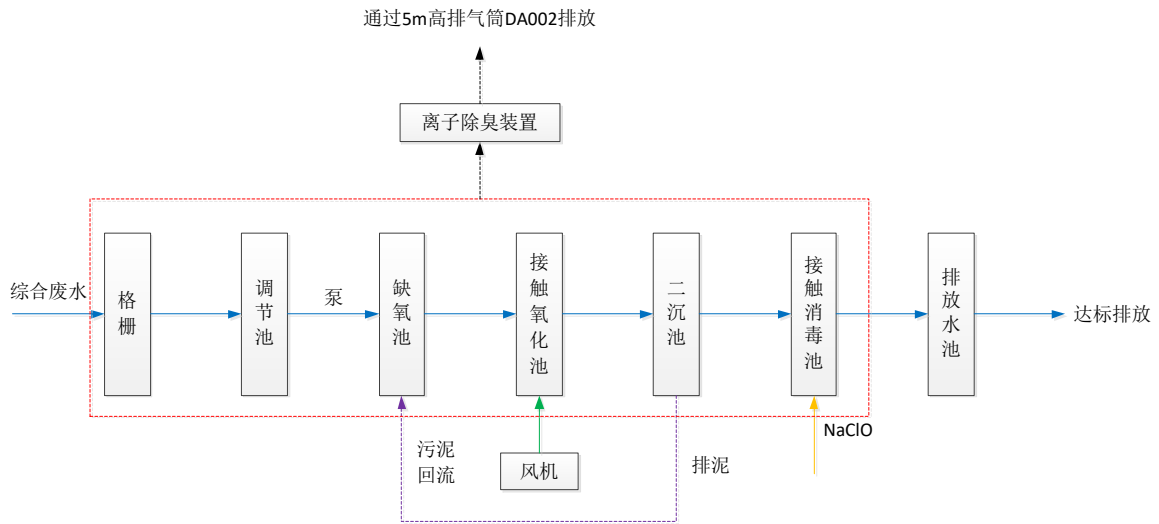 通过5m高排气筒DA002排放
离子除臭装置
综合废水
格栅
调节池
泵
缺氧池
接触氧化池
二沉池
接触消毒池
排放水池
达标排放
NaClO
污泥
回流
风机
排泥